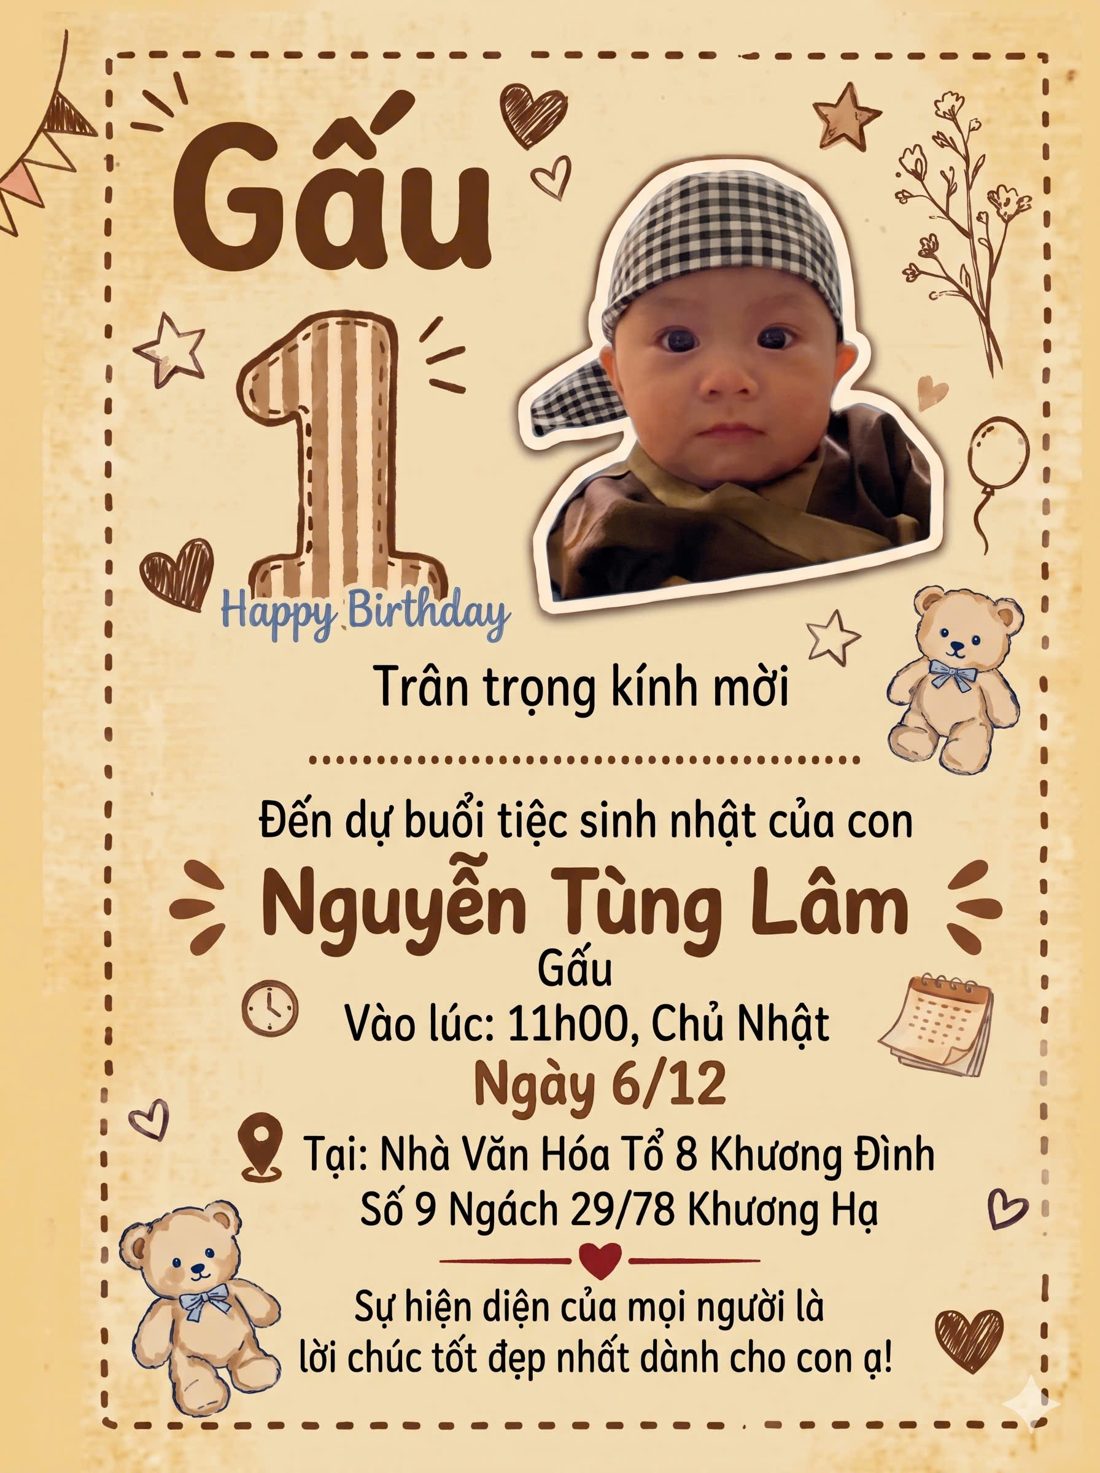 Gấu
1
Happy Birthday
Trân trọng kính mời
Đến dự buổi tiệc sinh nhật của con
Nguyễn Tùng Lâm
Gấu
Vào lúc: 11h00, Chủ Nhật
Ngày 6/12
Tại: Nhà Văn Hóa Tổ 8 Khương Đình
Số 9 Ngách 29/78 Khương Hạ
Sự hiện diện của mọi người là
lời chúc tốt đẹp nhất dành cho con ạ!